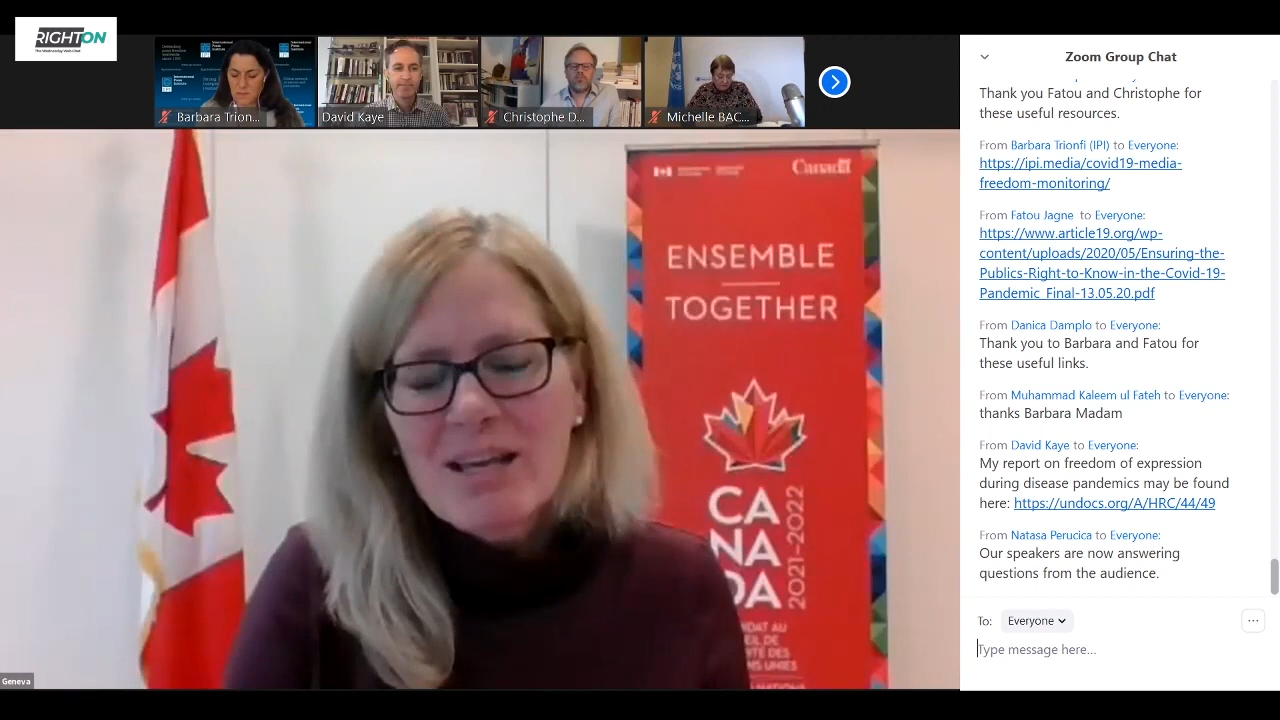 RIGHTON
The Wednesday Web Chat
International
Press
Institute
Barbara Trion...
David Kaye
Christophe D...
Michelle BAC...
Canada
ENSEMBLE
TOGETHER
CA
NA
DA
2021-2022
Geneva
Zoom Group Chat
Thank you Fatou and Christophe for
these useful resources.
From Barbara Trionfi (IPI) to Everyone:
https://ipi.media/covid19-media-
freedom-monitoring/
From Fatou Jagne to Everyone:
https://www.article19.org/wp-
content/uploads/2020/05/Ensuring-the-
Publics-Right-to-Know-in-the-Covid-19-
Pandemic_Final-13.05.20.pdf
From Danica Damplo to Everyone:
Thank you to Barbara and Fatou for
these useful links.
From Muhammad Kaleem ul Fateh to Everyone:
thanks Barbara Madam
From David Kaye to Everyone:
My report on freedom of expression
during disease pandemics may be found
here: https://undocs.org/A/HRC/44/49
From Natasa Perucica to Everyone:
Our speakers are now answering
questions from the audience.
To: Everyone
Type message here...